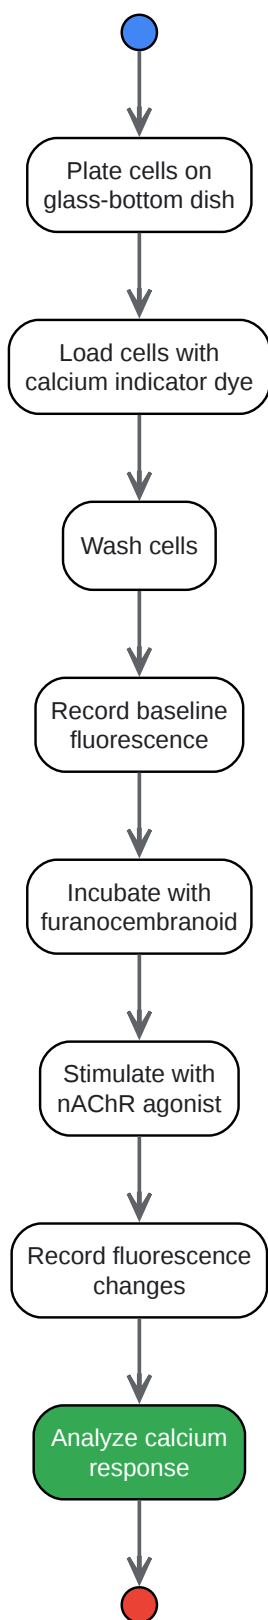 Plate cells on
glass-bottom dish
Load cells with
calcium indicator dye
Wash cells
Record baseline
fluorescence
Incubate with
furanocembranoid
Stimulate with
nAChR agonist
Record fluorescence
changes
Analyze calcium
response